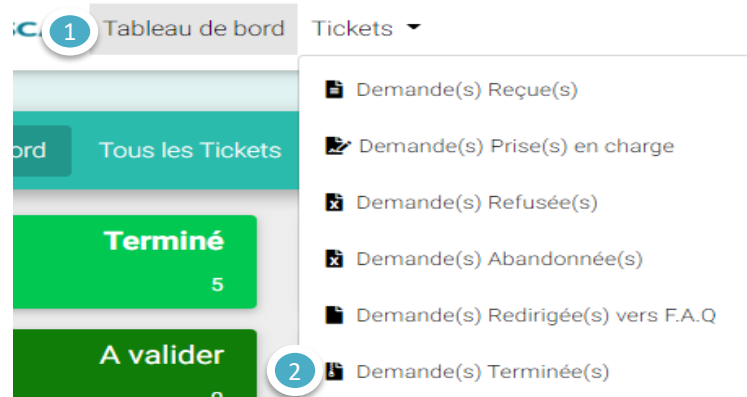 1 Tableau de bord Tickets
Demande(s) Reçue(s)
Tous les Tickets
Demande(s) Prise(s) en charge
Demande(s) Refusée(s)
Terminé
5
Demande(s) Abandonnée(s)
Demande(s) Redirigée(s) vers F.A.Q
A valider
2 Demande(s) Terminée(s)